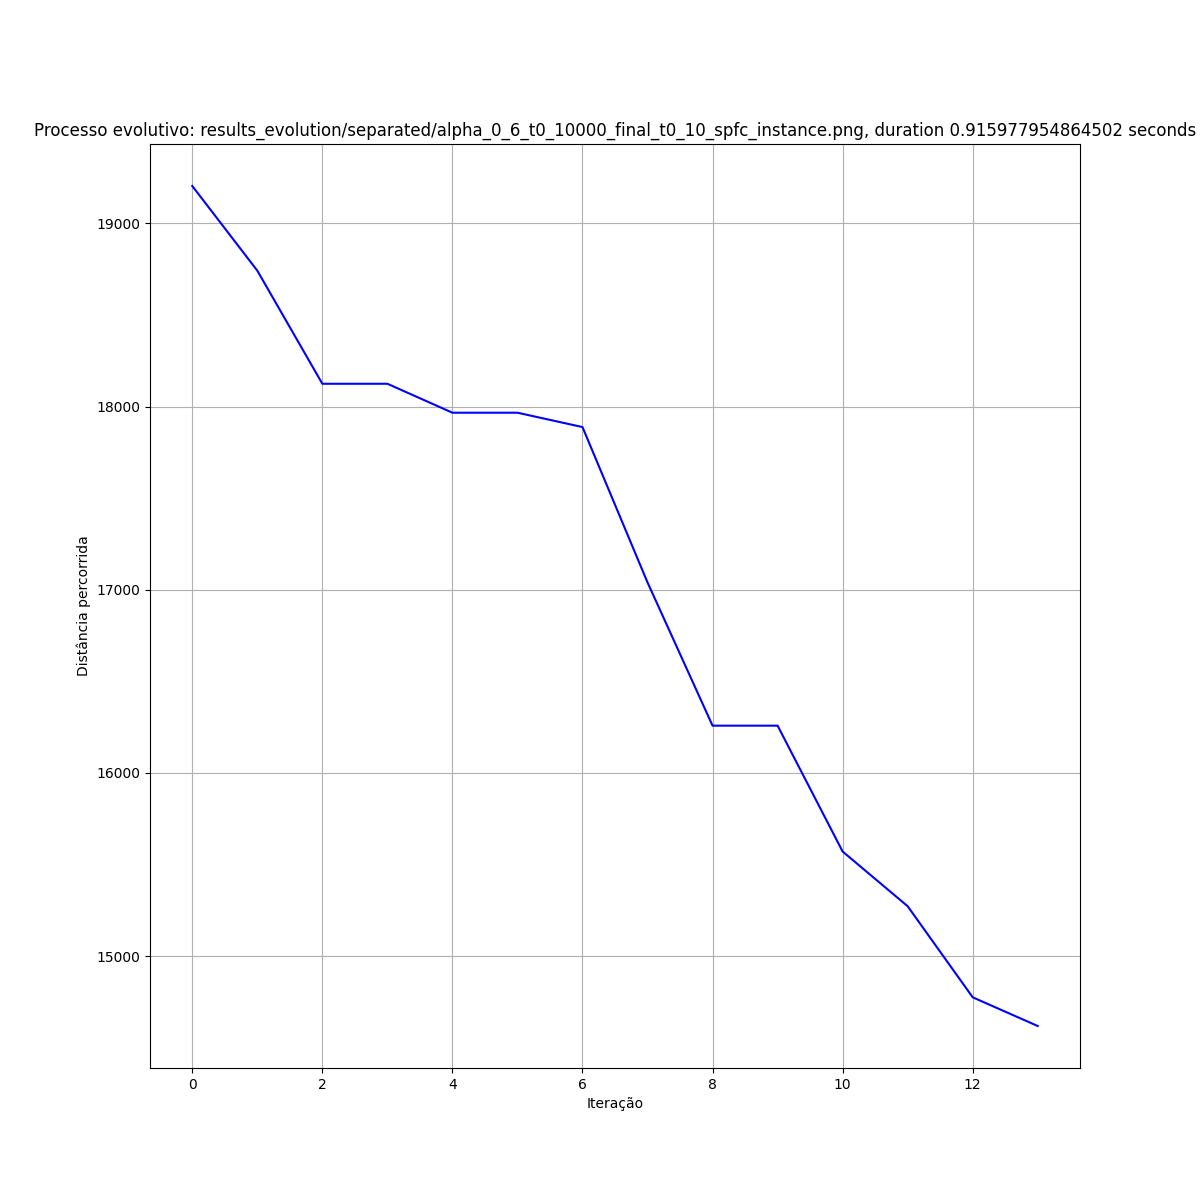 Processo evolutivo: results_evolution/separated/alpha_0_6_t0_10000_final_t0_10_spfc_instance.png, duration 0.915977954864502 seconds
19000
18000
17000
16000
15000
Distância percorrida
0 2 4 6 8 10 12
Iteração